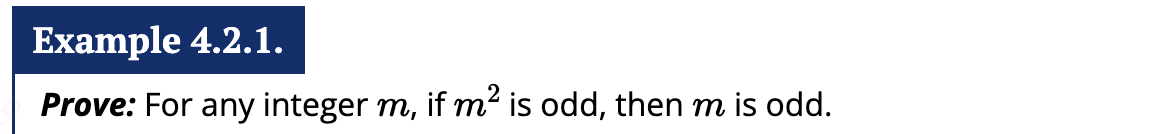 Example 4.2.1.
Prove: For any integer m, if m² is odd, then m is odd.